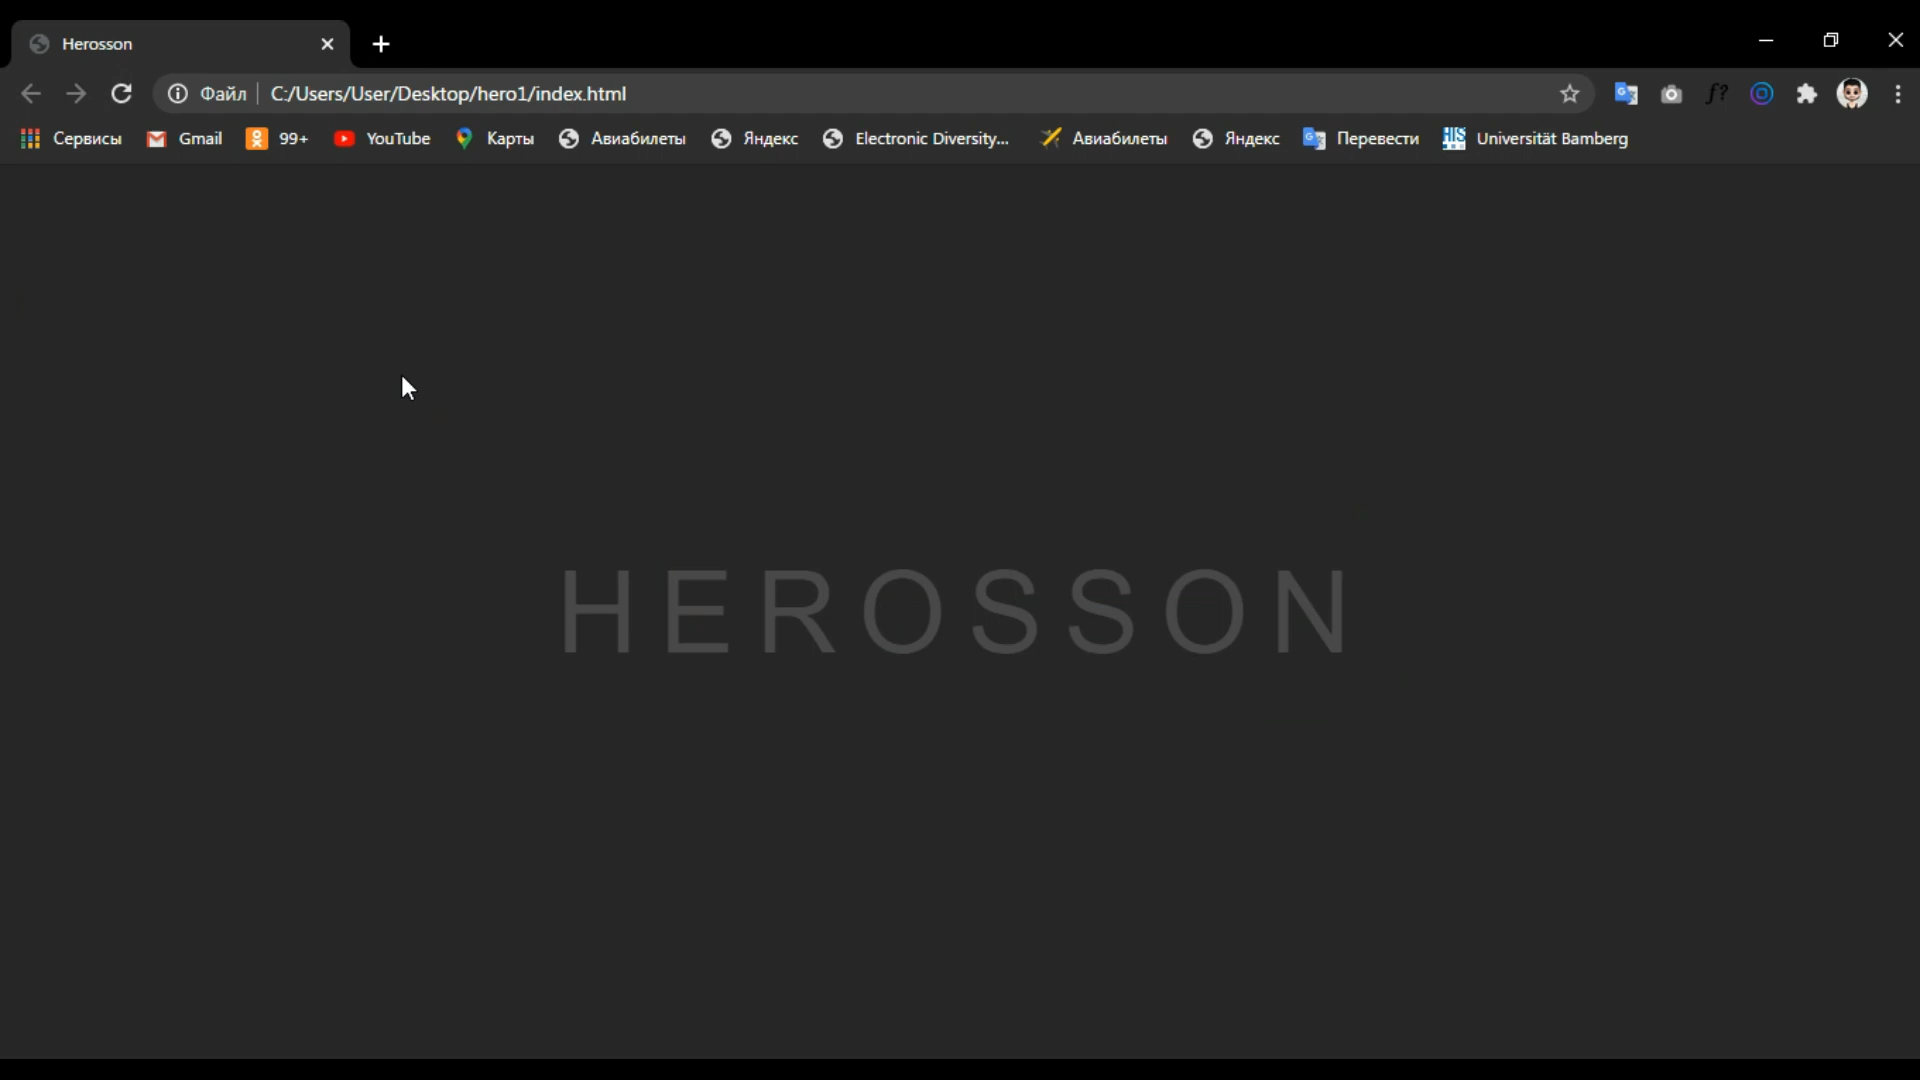 Herosson
Файл C:/Users/User/Desktop/hero1/index.html f?
Сервисы Gmail 99+ YouTube Карты Авиабилеты Яндекс Electronic Diversity... Авиабилеты Яндекс Перевести Universität Bamberg
HEROSSON